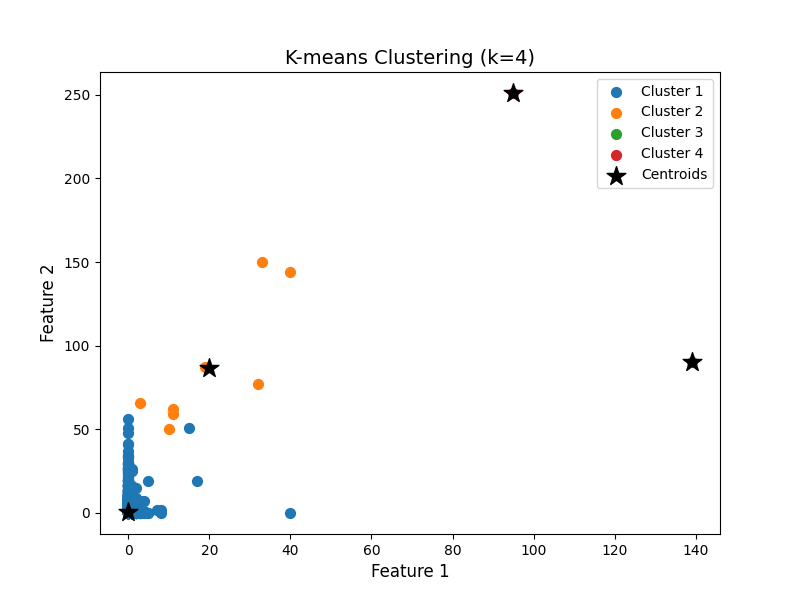 K-means Clustering (k=4)
Cluster 1
Cluster 2
Cluster 3
Cluster 4
Centroids
Feature 2
250
200
150
100
50
0
0 20 40 60 80 100 120 140
Feature 1